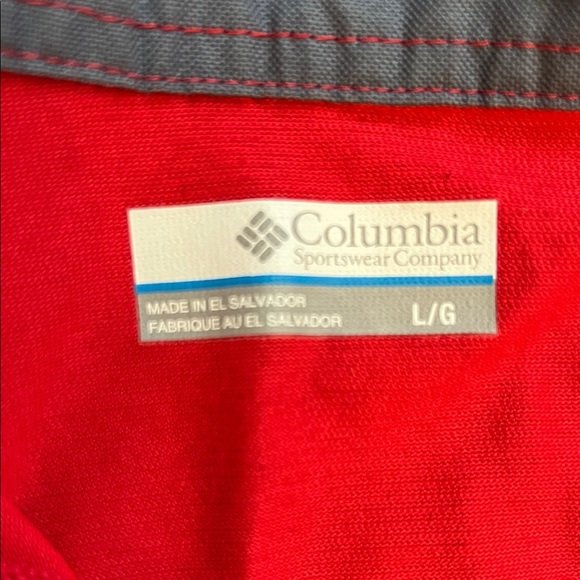 Columbia
Sportswear Company
MADE IN EL SALVADOR
FABRIQUE AU EL SALVADOR
L/G